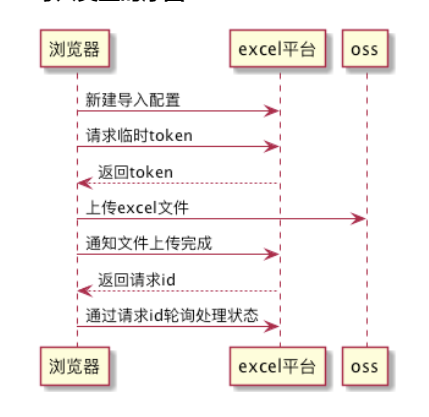 浏览器 excel平台 oss
新建导入配置
请求临时token
返回token
上传excel文件
通知文件上传完成
返回请求id
通过请求id轮询处理状态
浏览器 excel平台 oss